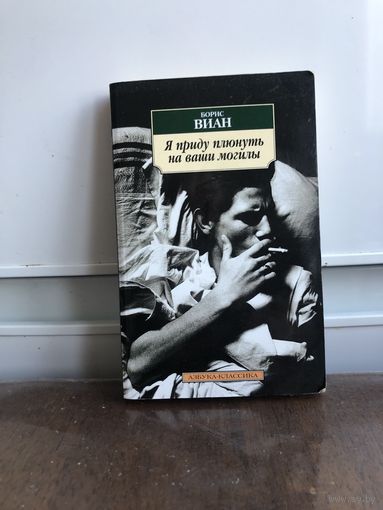 БОРИС
ВИАН
Я приду плюнуть
на ваши могилы
АЗБУКА-КЛАССИКА